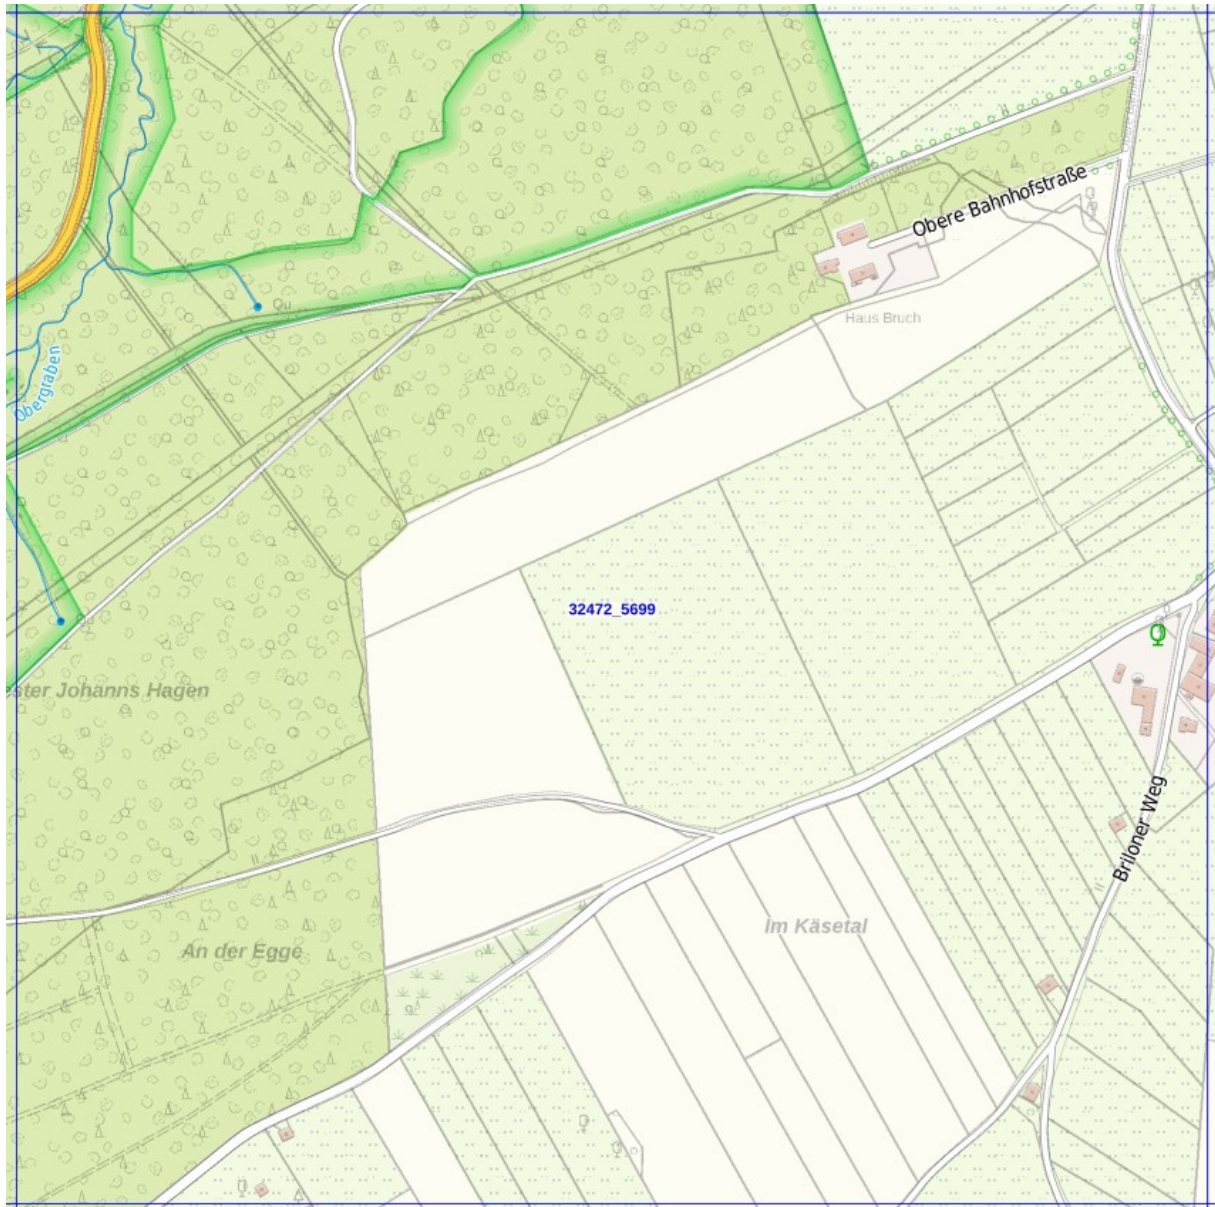 Obere Bahnhofstraße
Qu
Haus Bruch
Obergraben
32472_5699
ster Johanns Hagen
Briloner Weg
Im Käsetal
An der Egge